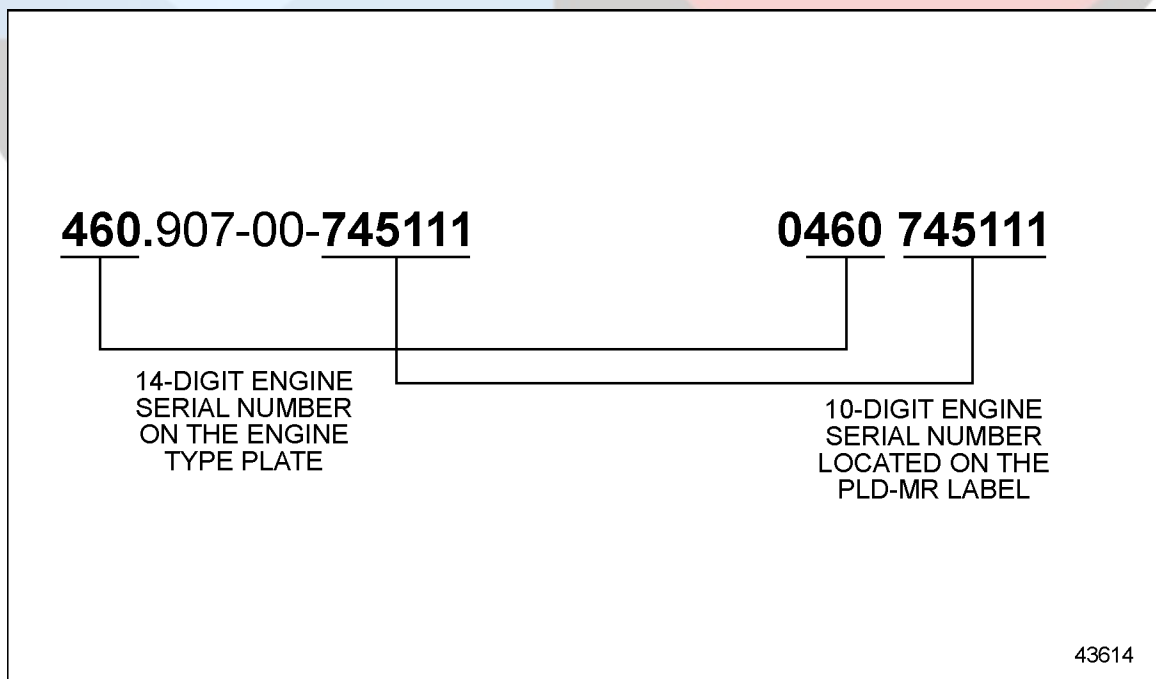 460.907-00-745111
0460 745111
14-DIGIT ENGINE
SERIAL NUMBER
ON THE ENGINE
TYPE PLATE
10-DIGIT ENGINE
SERIAL NUMBER
LOCATED ON THE
PLD-MR LABEL
43614